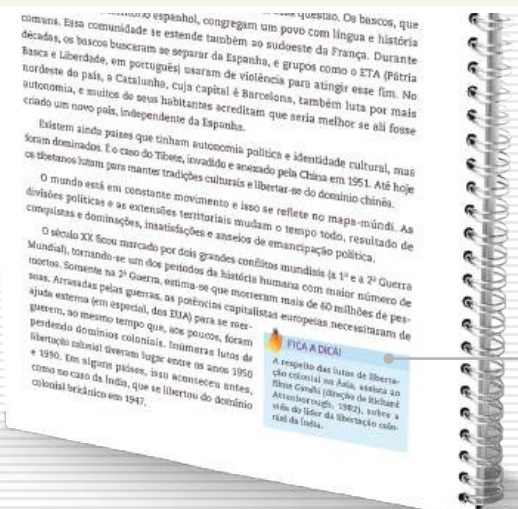 território espanhol, congregam um povo com língua e história
comuns. Essa comunidade se estende também ao sudoeste da França. Durante
décadas, os bascos buscaram se separar da Espanha, e grupos como o ETA (Pátria
Basca e Liberdade, em português) usaram de violência para atingir esse fim. No
nordeste do país, a Catalunha, cuja capital é Barcelona, também luta por mais
autonomia, e muitos de seus habitantes acreditam que seria melhor se ali fosse
criado um novo país, independente da Espanha.
Existem ainda países que tinham autonomia política e identidade cultural, mas
foram dominados. É o caso do Tibete, invadido e anexado pela China em 1951. Até hoje
os tibetanos lutam para manter tradições culturais e libertar-se do domínio chinês.
O mundo está em constante movimento e isso se reflete no mapa-múndi. As
divisões políticas e as extensões territoriais mudam o tempo todo, resultado de
conquistas e dominações, insatisfações e anseios de emancipação política.
O século XX ficou marcado por dois grandes conflitos mundiais (a 1ª e a 2ª Guerra
Mundial), tornando-se um dos períodos da história humana com maior número de
mortos. Somente na 2ª Guerra, estima-se que morreram mais de 60 milhões de pes-
soas. Arrasadas pelas guerras, as potências capitalistas europeias necessitaram de
ajuda externa (em especial, dos EUA) para se reer-
guerem, ao mesmo tempo que, aos poucos, foram
perdendo domínios coloniais. Inúmeras lutas de
libertação colonial tiveram lugar entre os anos 1950
e 1990. Em alguns países, isso aconteceu antes,
como no caso da Índia, que se libertou do domínio
colonial britânico em 1947.
FICA A DICA!
A respeito das lutas de liberta-
ção colonial na Ásia, assista ao
filme Gandhi (direção de Richard
Attenborough, 1982), sobre a
vida do líder da libertação colo-
nial da Índia.